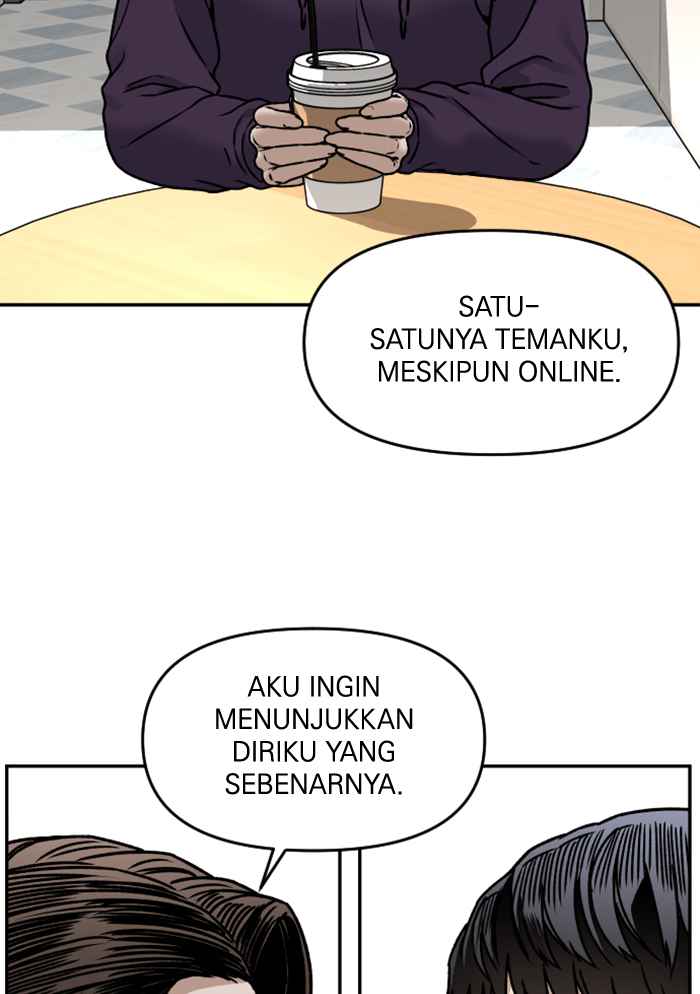 SATU-
SATUNYA TEMANKU,
MESKIPUN ONLINE.
AKU INGIN
MENUNJUKKAN
DIRIKU YANG
SEBENARNYA.